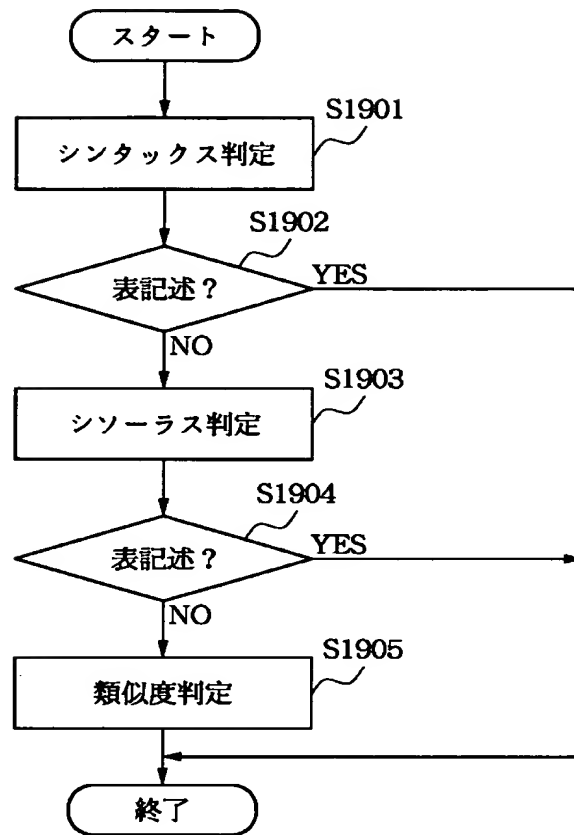 スタート
S1901
シンタックス判定
S1902
表記述？
YES
NO
S1903
シソーラス判定
S1904
表記述？
YES
NO
S1905
類似度判定
終了